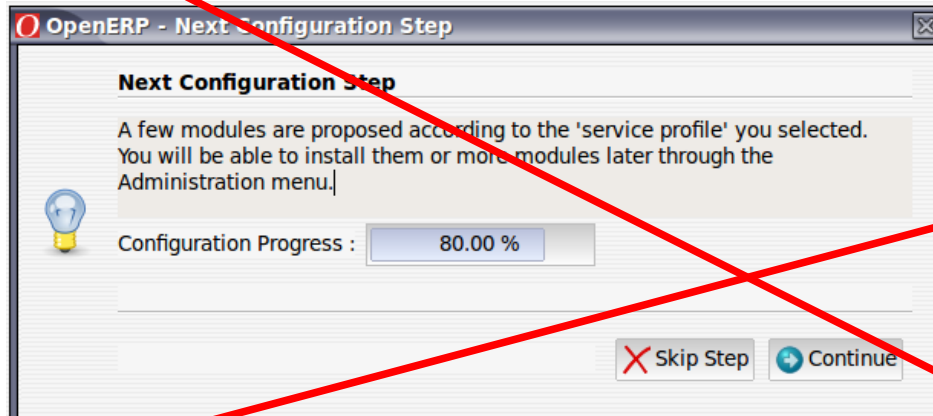 OpenERP - Next Configuration Step
Next Configuration Step
A few modules are proposed according to the 'service profile' you selected.
You will be able to install them or more modules later through the
Administration menu.
Configuration Progress : 80.00 %
Skip Step Continue